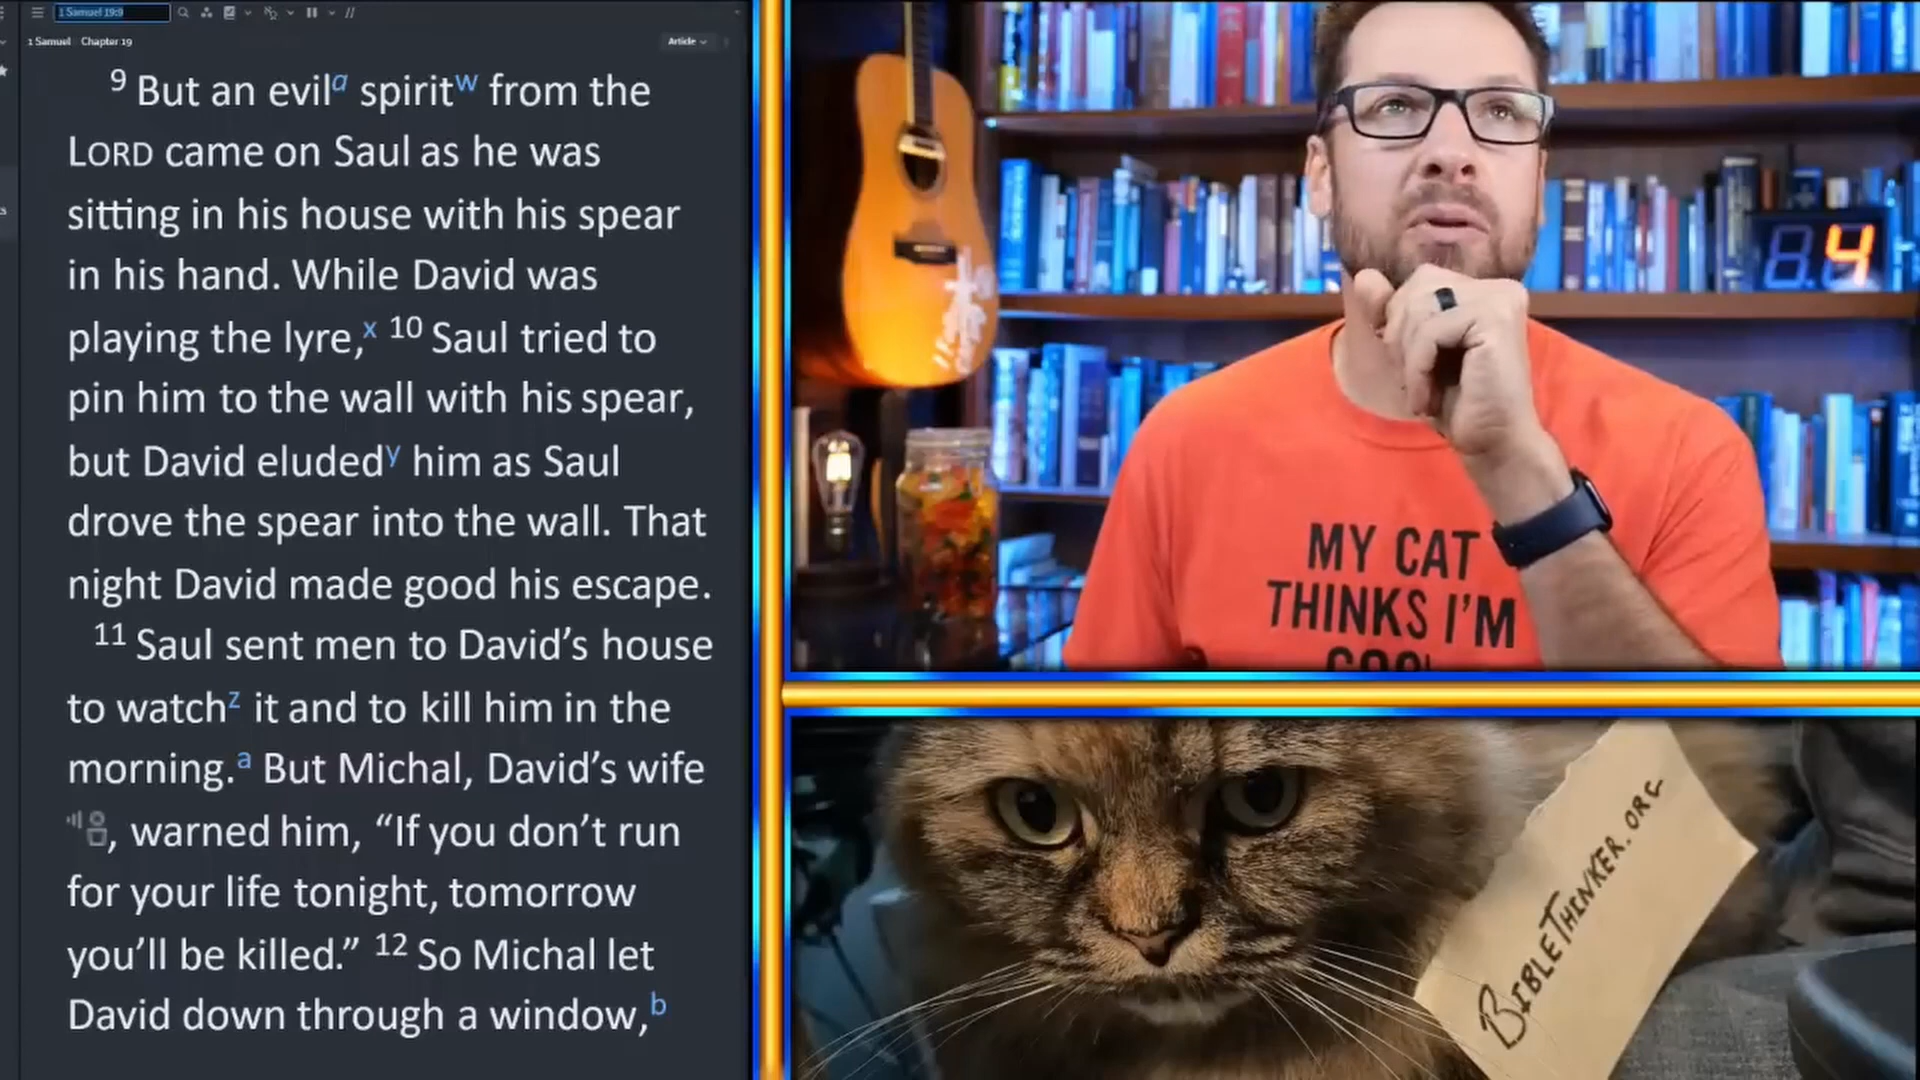 1 Samuel 19:9
1 Samuel Chapter 19
Article
9 But an evila spiritw from the
LORD came on Saul as he was
sitting in his house with his spear
in his hand. While David was
playing the lyre,x 10 Saul tried to
pin him to the wall with his spear,
but David eludedy him as Saul
drove the spear into the wall. That
night David made good his escape.
11 Saul sent men to David’s house
to watchz it and to kill him in the
morning.a But Michal, David’s wife
, warned him, “If you don’t run
for your life tonight, tomorrow
you’ll be killed.” 12 So Michal let
David down through a window,b
4
MY CAT
THINKS I’M
COOL
BIBLETHINKER.ORG